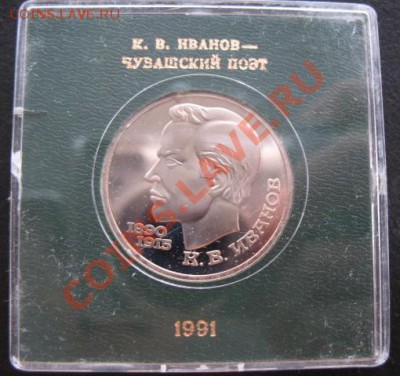 COINS.LAVE.RU
К. В. ИВАНОВ—
ЧУВАШСКИЙ ПОЭТ
COINS.LAVE.RU
1890
1915
К. В. ИВАНОВ
1991